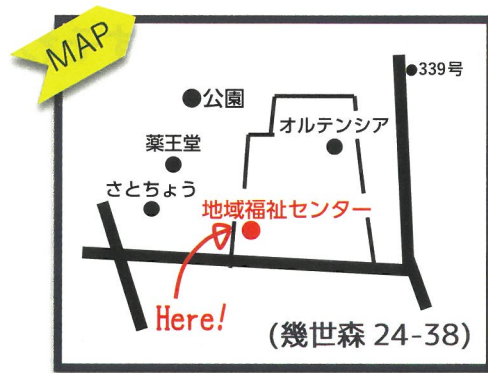 MAP
339号
公園
オルテンシア
薬王堂
さとちょう
地域福祉センター
Here!
(幾世森 24-38)